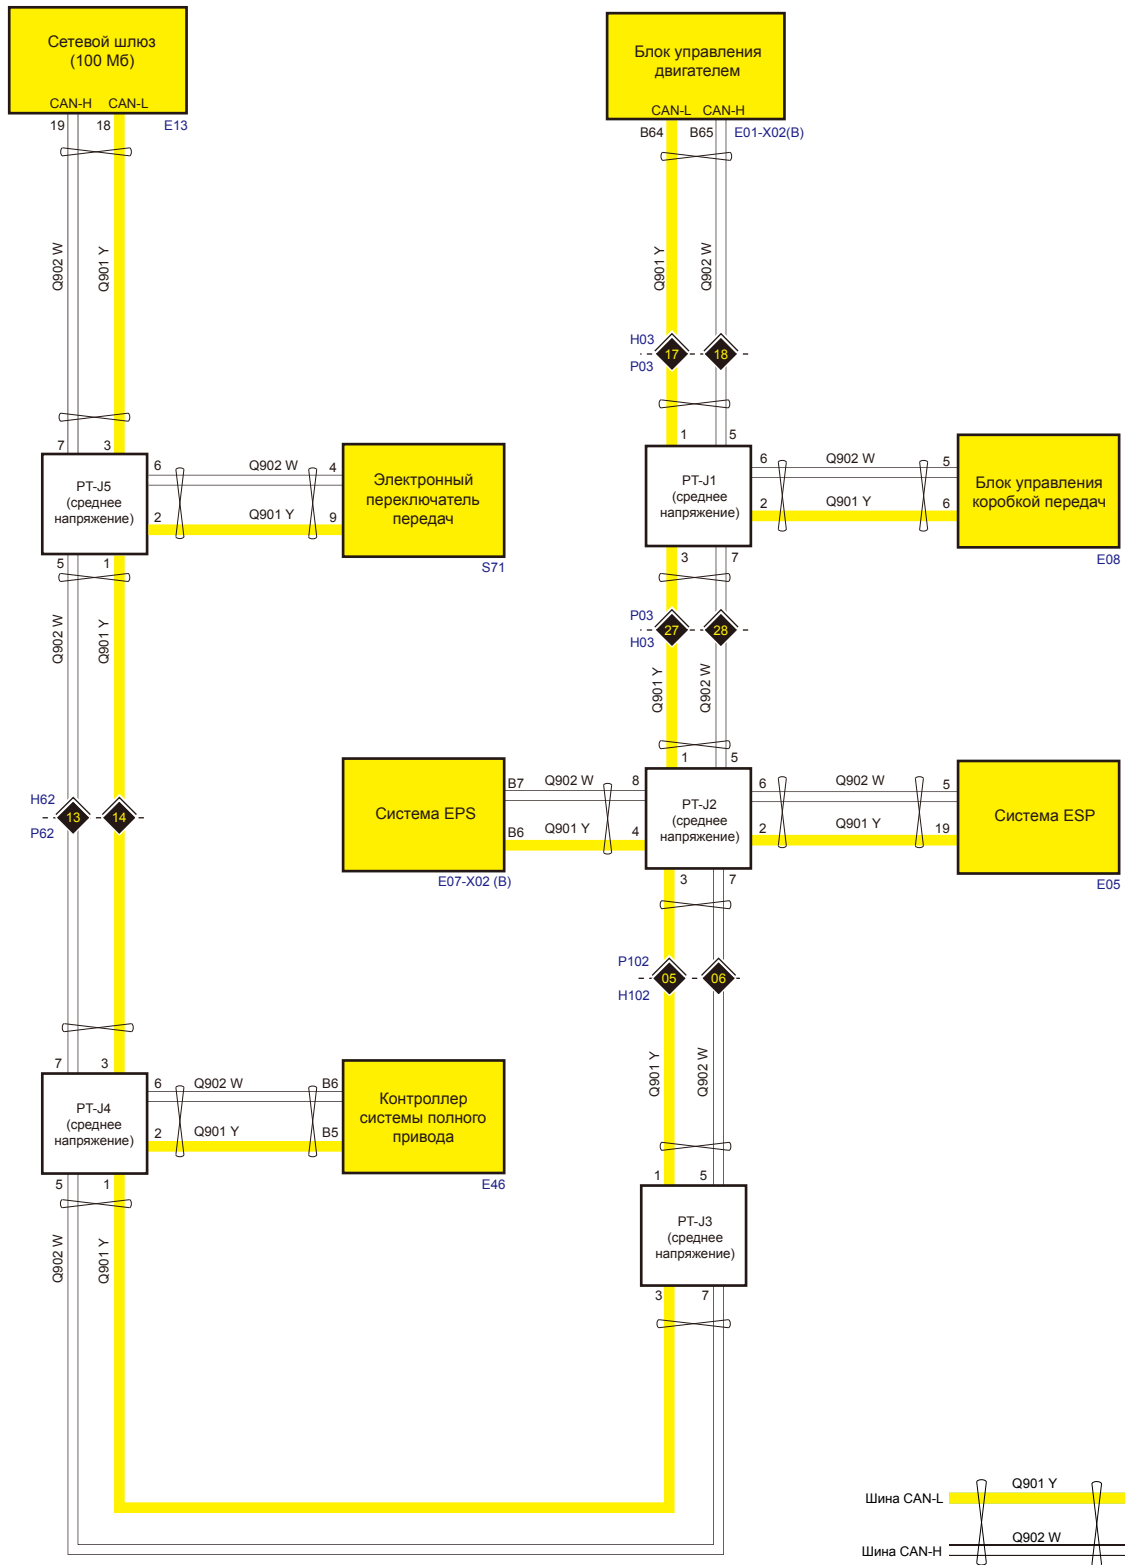 Сетевой шлюз
(100 Мб)
CAN-H CAN-L
19 18 E13
Блок управления
двигателем
CAN-L CAN-H
B64 B65 E01-X02(B)
Q902 W
Q901 Y
Q901 Y
Q902 W
H03
P03
17
18
7 3
PT-J5
(среднее
напряжение)
6 Q902 W 4
2 Q901 Y 9
Электронный
переключатель
передач
S71
5 1
1 5
PT-J1
(среднее
напряжение)
6 Q902 W 5
2 Q901 Y 6
Блок управления
коробкой передач
E08
3 7
Q902 W
Q901 Y
P03
H03
27
28
Q901 Y
Q902 W
H62
P62
13
14
Система EPS
E07-X02 (B)
B7 Q902 W 8
B6 Q901 Y 4
1 5
PT-J2
(среднее
напряжение)
6 Q902 W 5
2 Q901 Y 19
Система ESP
E05
3 7
P102
H102
05
06
Q901 Y
Q902 W
7 3
PT-J4
(среднее
напряжение)
6 Q902 W B6
2 Q901 Y B5
Контроллер
системы полного
привода
E46
5 1
Q902 W
Q901 Y
1 5
PT-J3
(среднее
напряжение)
3 7
Шина CAN-L Q901 Y
Шина CAN-H Q902 W